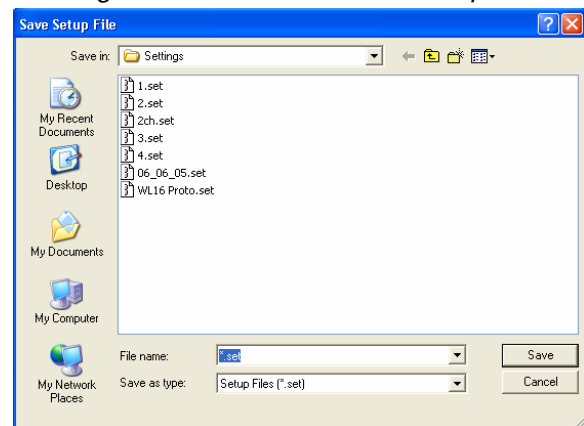 Save Setup File
Save in:
Settings
My Recent
Documents
Desktop
My Documents
My Computer
My Network
Places
1.set
2.set
2ch.set
3.set
4.set
06_06_05.set
WL16 Proto.set
File name:
*.set
Save
Save as type:
Setup Files (*.set)
Cancel